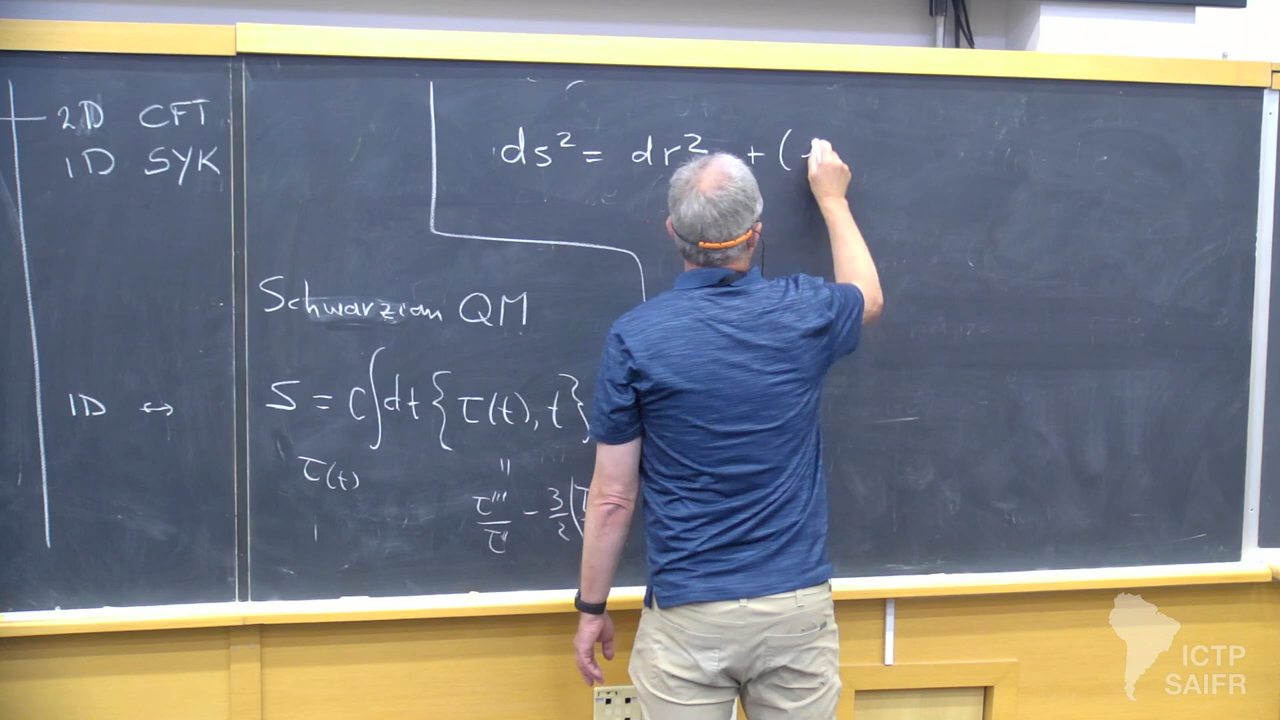 2D CFT
1D SYK
1D ↔
ds² = dr² + (
Schwarzian QM
S = C∫dt{τ(t), t}
τ(t)
"
τ'''/τ' - 3/2(
ICTP
SAIFR